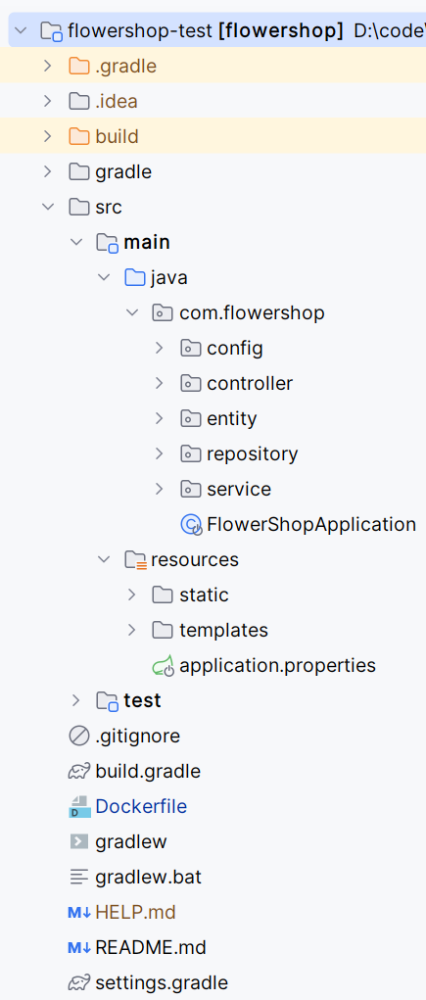 flowershop-test [flowershop] D:\code\
.gradle
.idea
build
gradle
src
main
java
com.flowershop
config
controller
entity
repository
service
FlowerShopApplication
resources
static
templates
application.properties
test
.gitignore
build.gradle
Dockerfile
gradlew
gradlew.bat
HELP.md
README.md
settings.gradle